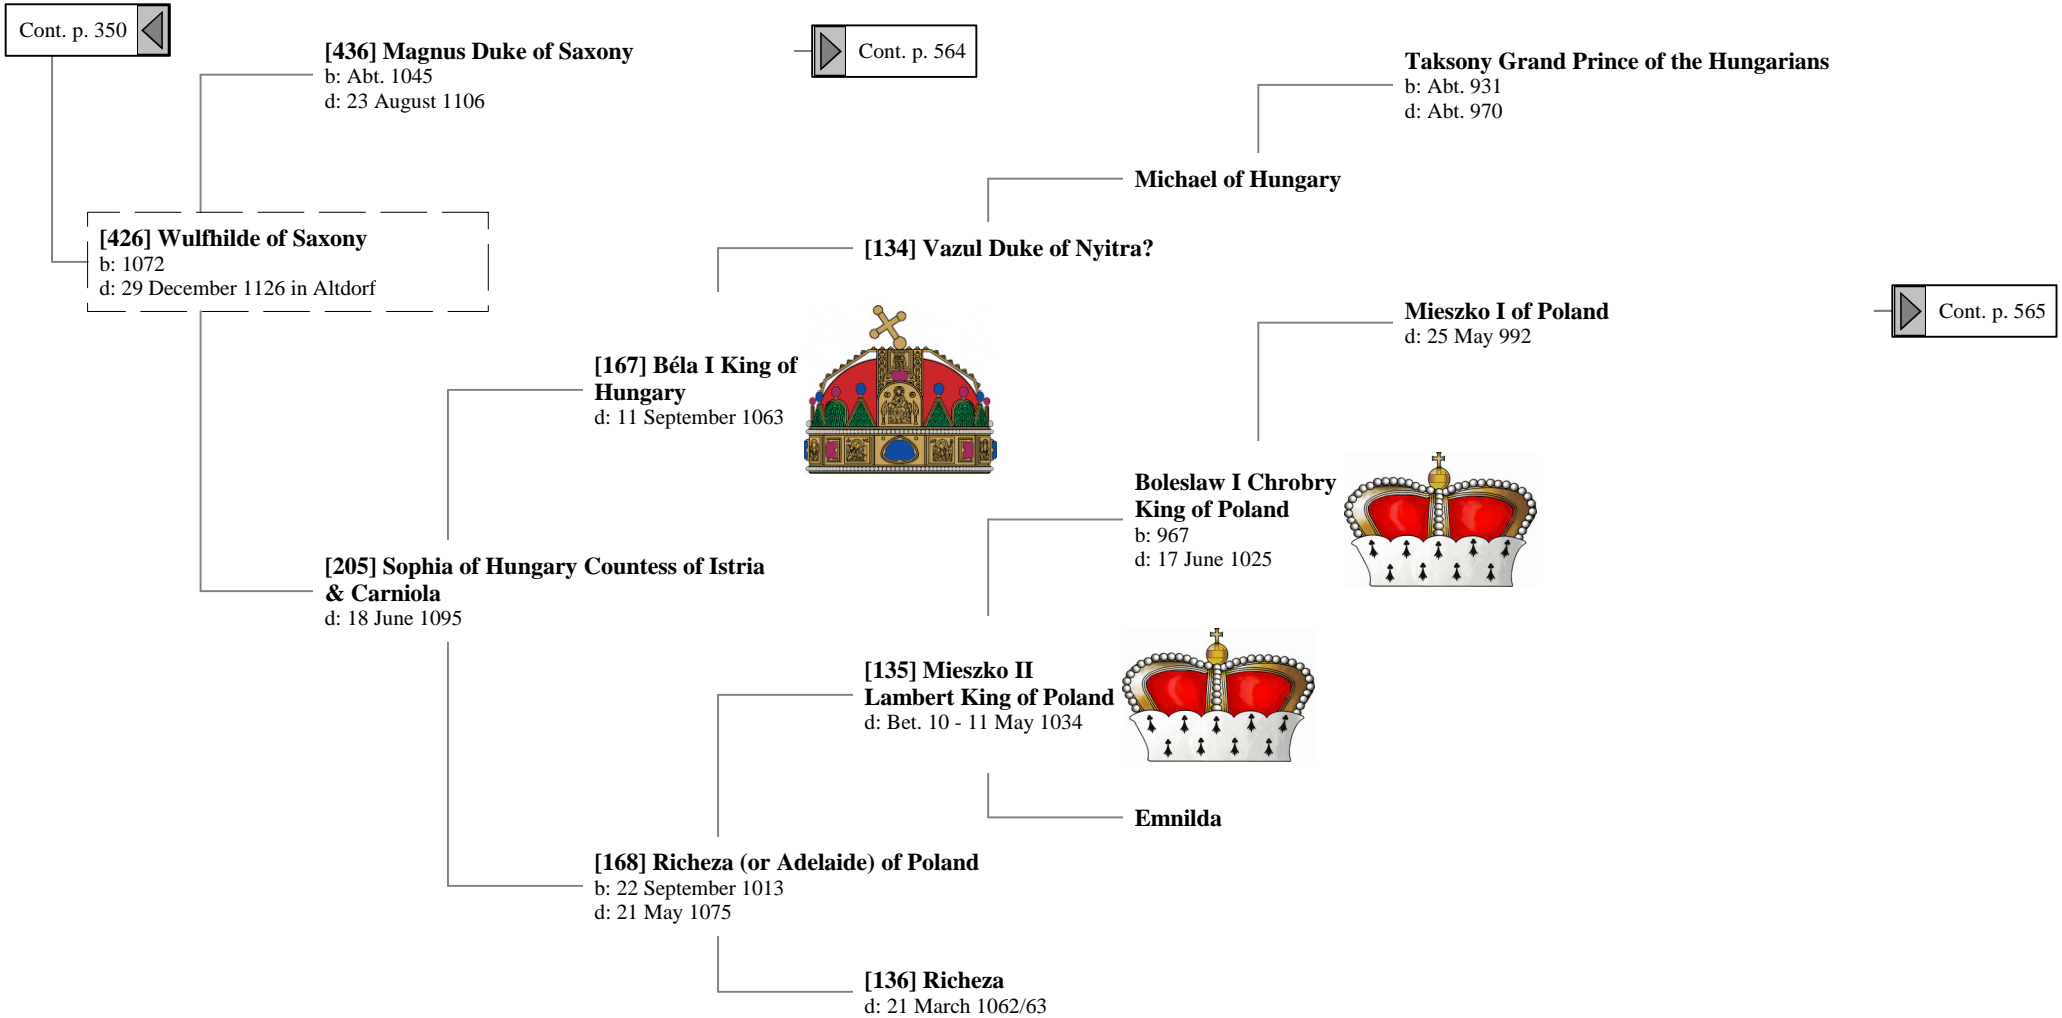 Cont. p. 350
[436] Magnus Duke of Saxony
b: Abt. 1045
d: 23 August 1106
Cont. p. 564
Taksony Grand Prince of the Hungarians
b: Abt. 931
d: Abt. 970
Michael of Hungary
[426] Wulfhilde of Saxony
b: 1072
d: 29 December 1126 in Altdorf
[134] Vazul Duke of Nyitra?
Mieszko I of Poland
d: 25 May 992
Cont. p. 565
[167] Béla I King of
Hungary
d: 11 September 1063
Boleslaw I Chrobry
King of Poland
b: 967
d: 17 June 1025
[205] Sophia of Hungary Countess of Istria
& Carniola
d: 18 June 1095
[135] Mieszko II
Lambert King of Poland
d: Bet. 10 - 11 May 1034
Emnilda
[168] Richeza (or Adelaide) of Poland
b: 22 September 1013
d: 21 May 1075
[136] Richeza
d: 21 March 1062/63